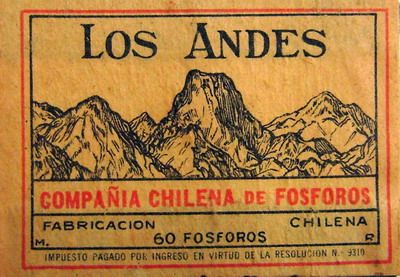 LOS ANDES
COMPAÑIA CHILENA DE FOSFOROS
FABRICACION CHILENA
M. 60 FOSFOROS R
IMPUESTO PAGADO POR INGRESO EN VIRTUD DE LA RESOLUCION N. 9310